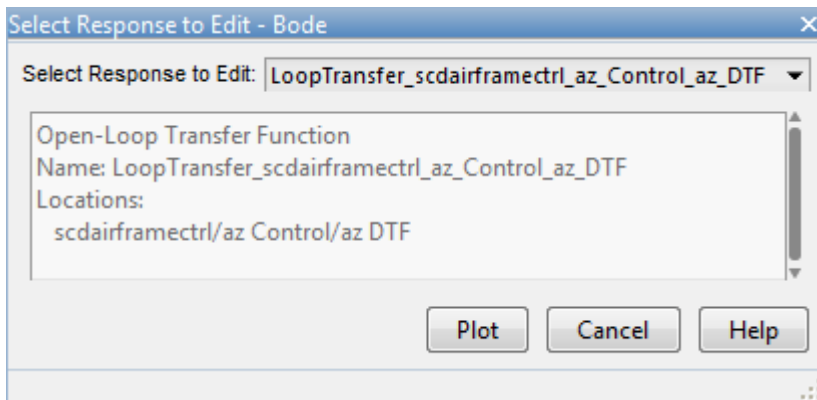 Select Response to Edit - Bode
Select Response to Edit: LoopTransfer_scdairframectrl_az_Control_az_DTF
Open-Loop Transfer Function
Name: LoopTransfer_scdairframectrl_az_Control_az_DTF
Locations:
scdairframectrl/az Control/az DTF
Plot Cancel Help